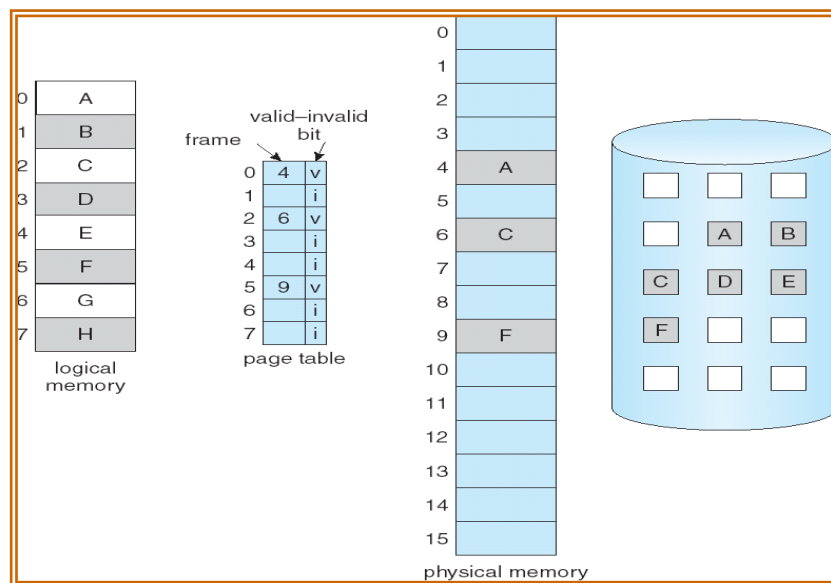 0 A
1 B
2 C
3 D
4 E
5 F
6 G
7 H
logical
memory
valid–invalid
bit
frame
0 4 v
1 i
2 6 v
3 i
4 i
5 9 v
6 i
7 i
page table
0
1
2
3
4 A
5
6 C
7
8
9 F
10
11
12
13
14
15
physical memory
A B
C D E
F